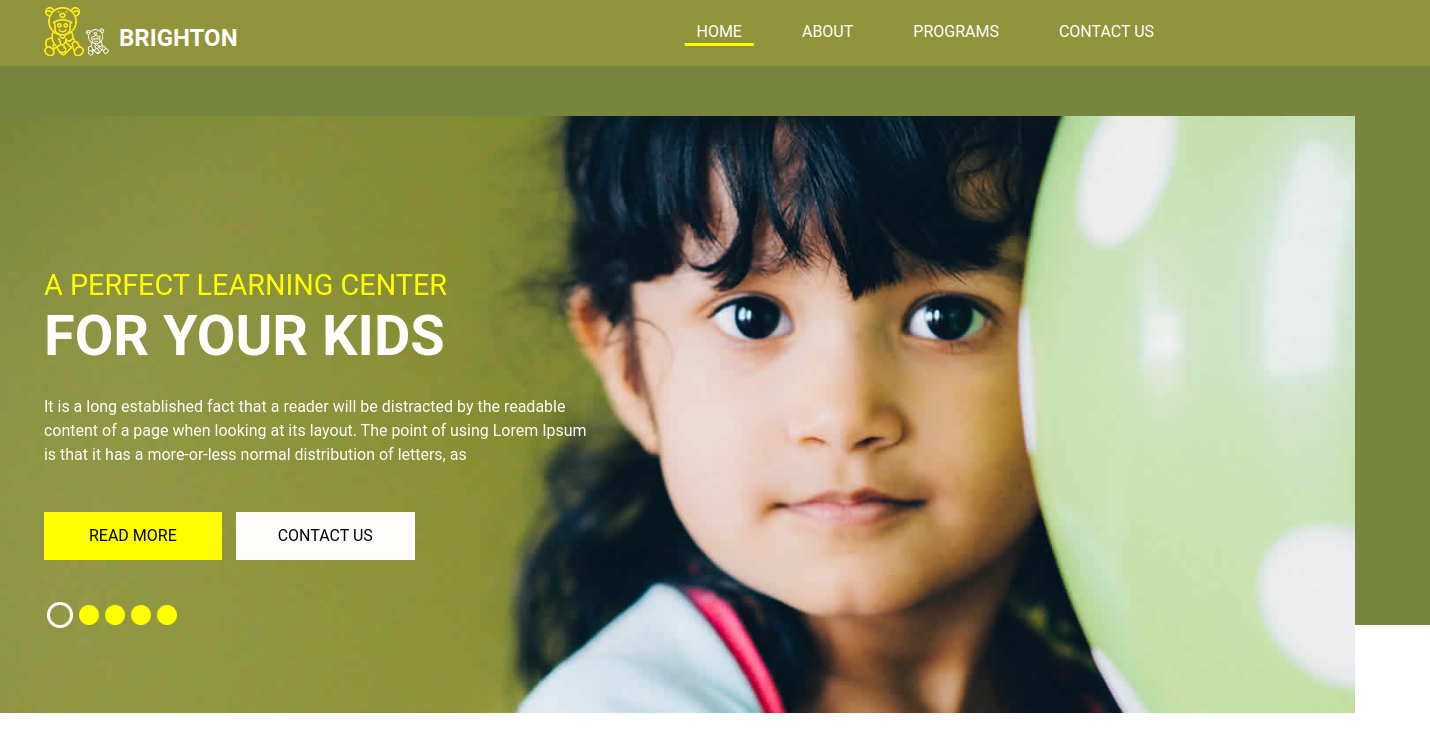 BRIGHTON
HOME ABOUT PROGRAMS CONTACT US
A PERFECT LEARNING CENTER
FOR YOUR KIDS
It is a long established fact that a reader will be distracted by the readable
content of a page when looking at its layout. The point of using Lorem Ipsum
is that it has a more-or-less normal distribution of letters, as
READ MORE CONTACT US